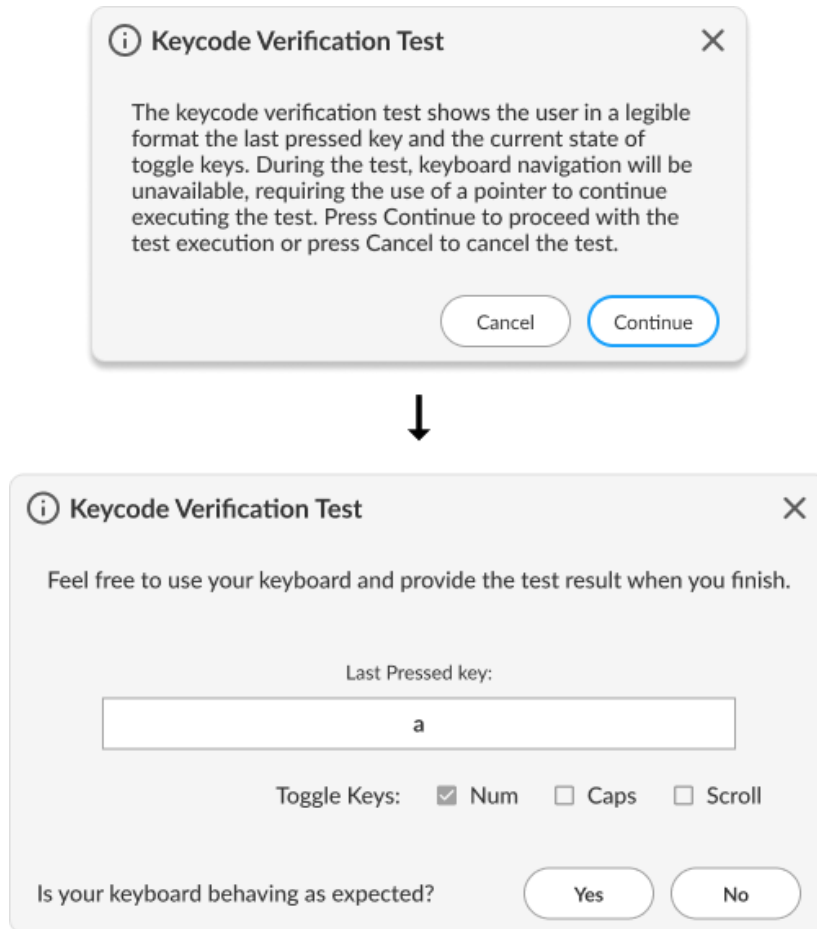 Keycode Verification Test
The keycode verification test shows the user in a legible
format the last pressed key and the current state of
toggle keys. During the test, keyboard navigation will be
unavailable, requiring the use of a pointer to continue
executing the test. Press Continue to proceed with the
test execution or press Cancel to cancel the test.
Cancel Continue
Keycode Verification Test
Feel free to use your keyboard and provide the test result when you finish.
Last Pressed key:
a
Toggle Keys: Num Caps Scroll
Is your keyboard behaving as expected? Yes No